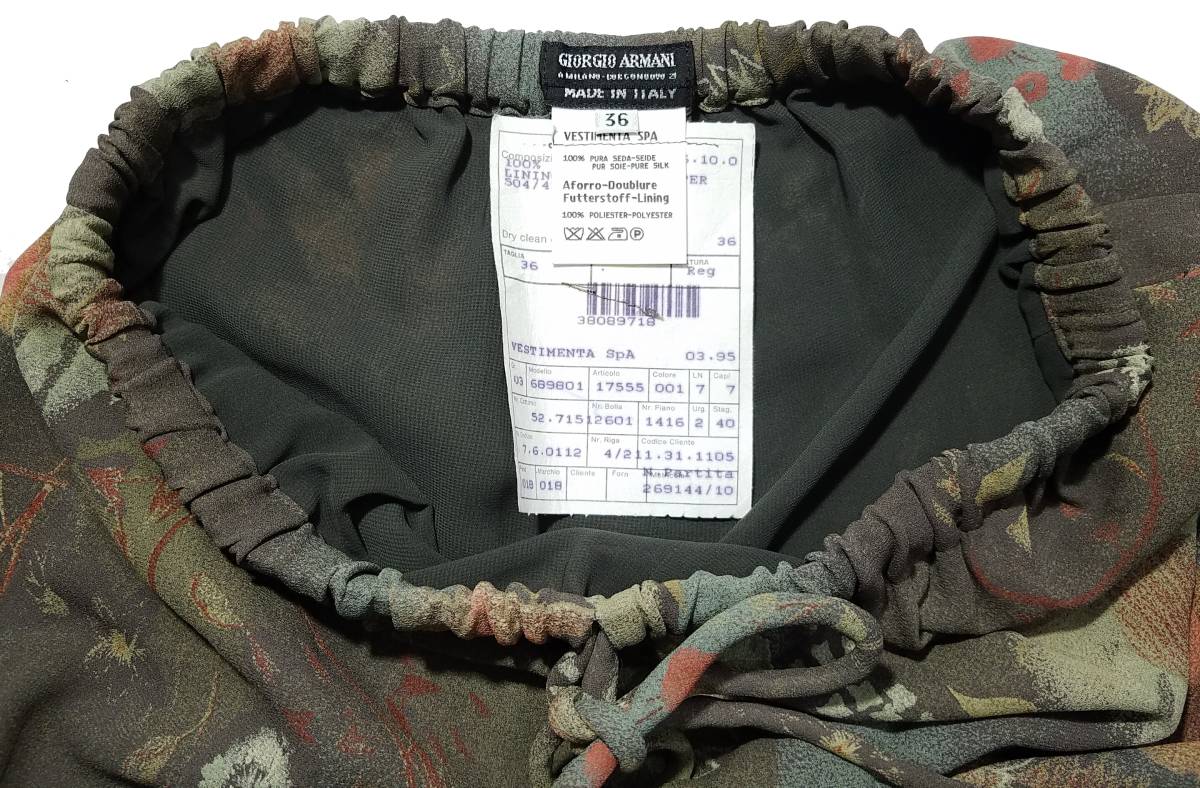 GIORGIO ARMANI
A MILANO-BORGONUOVO 21
MADE IN ITALY
36
VESTIMENTA SPA
100% PURA SEDA-SEIDE
PUR SOIE-PURE SILK
Aforro-Doublure
Futterstoff-Lining
100% POLIESTER-POLYESTER
P
Composizi .10.0
100%
LININ PER
504/4
Dry clean 36
TAGLIA
36 Reg
38089718
VESTIMENTA SpA 03.95
Modello Articolo Colore LN Capi
03 689801 17555 001 7 7
Nr. Bolla Nr. Piano Urg. Stag.
52.715 12601 1416 2 40
Nr. Riga Codice Cliente
7.6.0112 4/2 11.31.1105
Marchio Cliente Forn N.Partita
018 018 269144/10